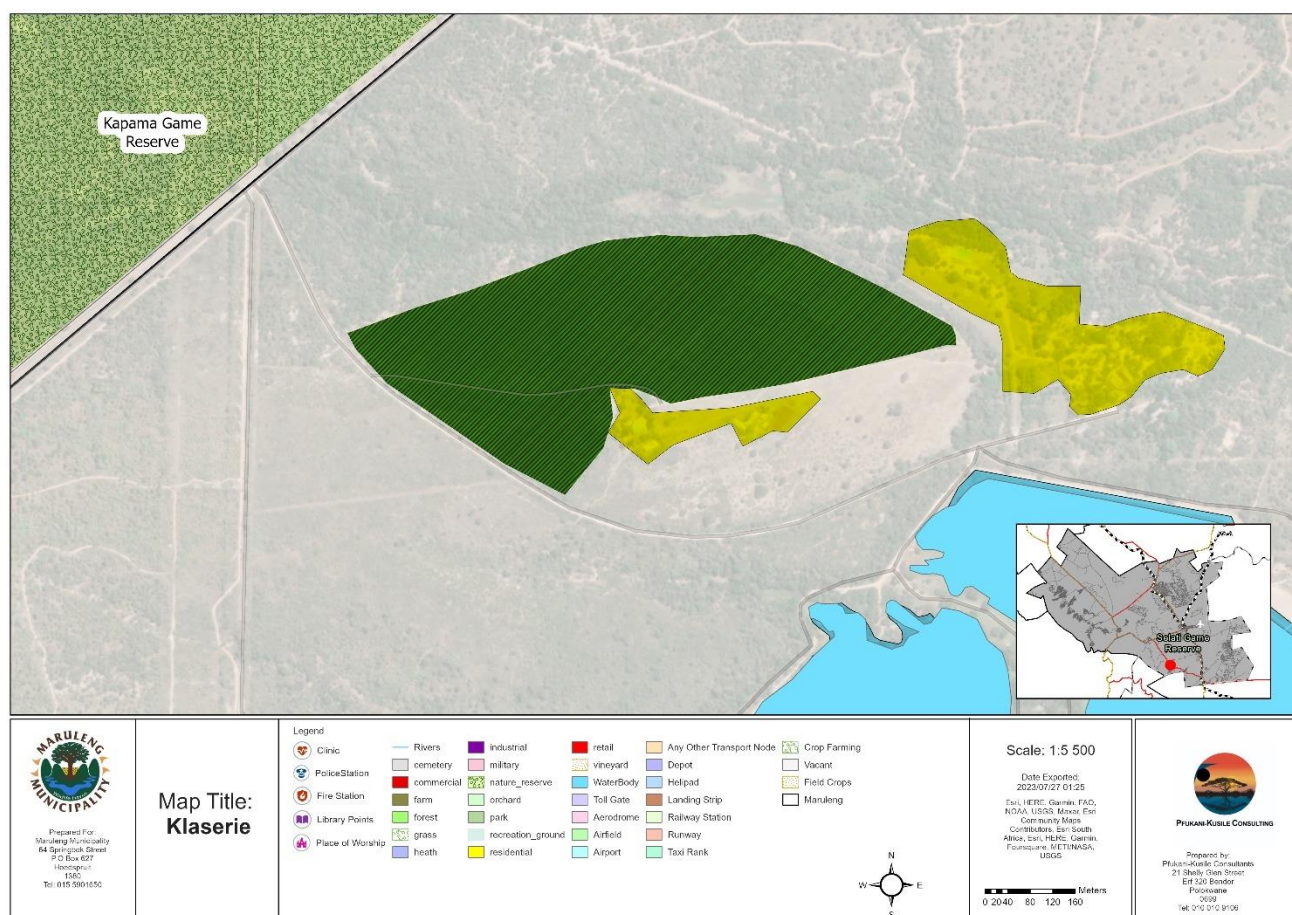 Kapama Game
Reserve
Selati Game
Reserve
MARULENG
MUNICIPALITY
Prepared For:
Maruleng Municipality
64 Springbok Street
P.O Box 627
Hoedspruit
1380
Tel: 015 5901650
Map Title:
Klaserie
Legend
Clinic
PoliceStation
Fire Station
Library Points
Place of Worship
Rivers
cemetery
commercial
farm
forest
grass
heath
industrial
military
nature_reserve
orchard
park
recreation_ground
residential
retail
vineyard
WaterBody
Toll Gate
Aerodrome
Airfield
Airport
Any Other Transport Node
Depot
Helipad
Landing Strip
Railway Station
Runway
Taxi Rank
Crop Farming
Vacant
Field Crops
Maruleng
N
W E
S
Scale: 1:5 500
Date Exported:
2023/07/27 01:25
Esri, HERE, Garmin, FAO,
NOAA, USGS, Maxar, Esri
Community Maps
Contributors, Esri South
Africa, Esri, HERE, Garmin,
Foursquare, METI/NASA,
USGS
Meters
0 20 40 80 120 160
PFUKANI-KUSILE CONSULTING
Prepared by:
Pfukani-Kusile Consultants
21 Shelly Glen Street
Erf 320 Bendor
Polokwane
0699
Tel: 010 010 9106